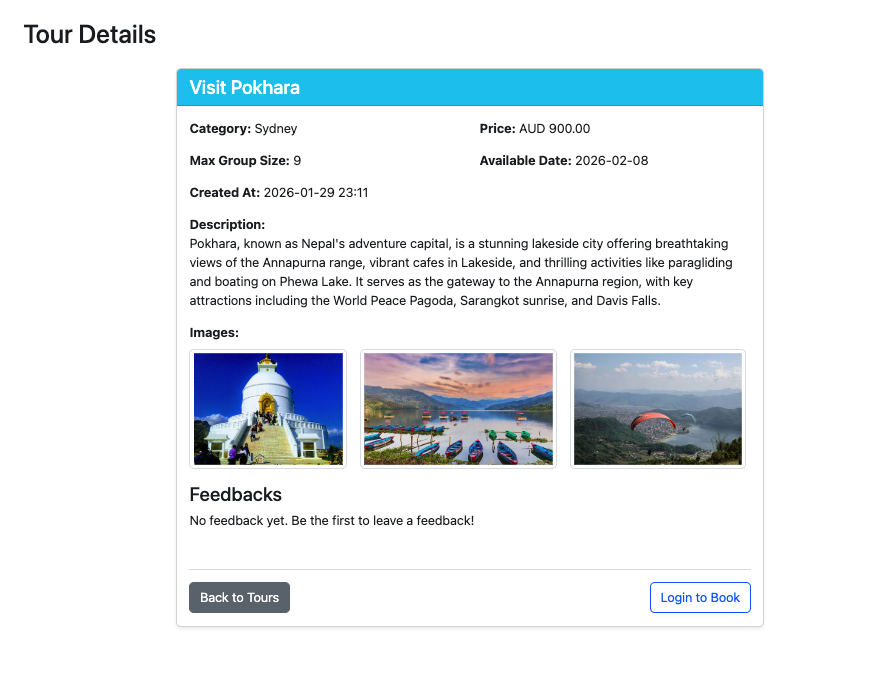 Tour Details
Visit Pokhara
Category: Sydney
Price: AUD 900.00
Max Group Size: 9
Available Date: 2026-02-08
Created At: 2026-01-29 23:11
Description:
Pokhara, known as Nepal's adventure capital, is a stunning lakeside city offering breathtaking
views of the Annapurna range, vibrant cafes in Lakeside, and thrilling activities like paragliding
and boating on Phewa Lake. It serves as the gateway to the Annapurna region, with key
attractions including the World Peace Pagoda, Sarangkot sunrise, and Davis Falls.
Images:
Feedbacks
No feedback yet. Be the first to leave a feedback!
Back to Tours
Login to Book